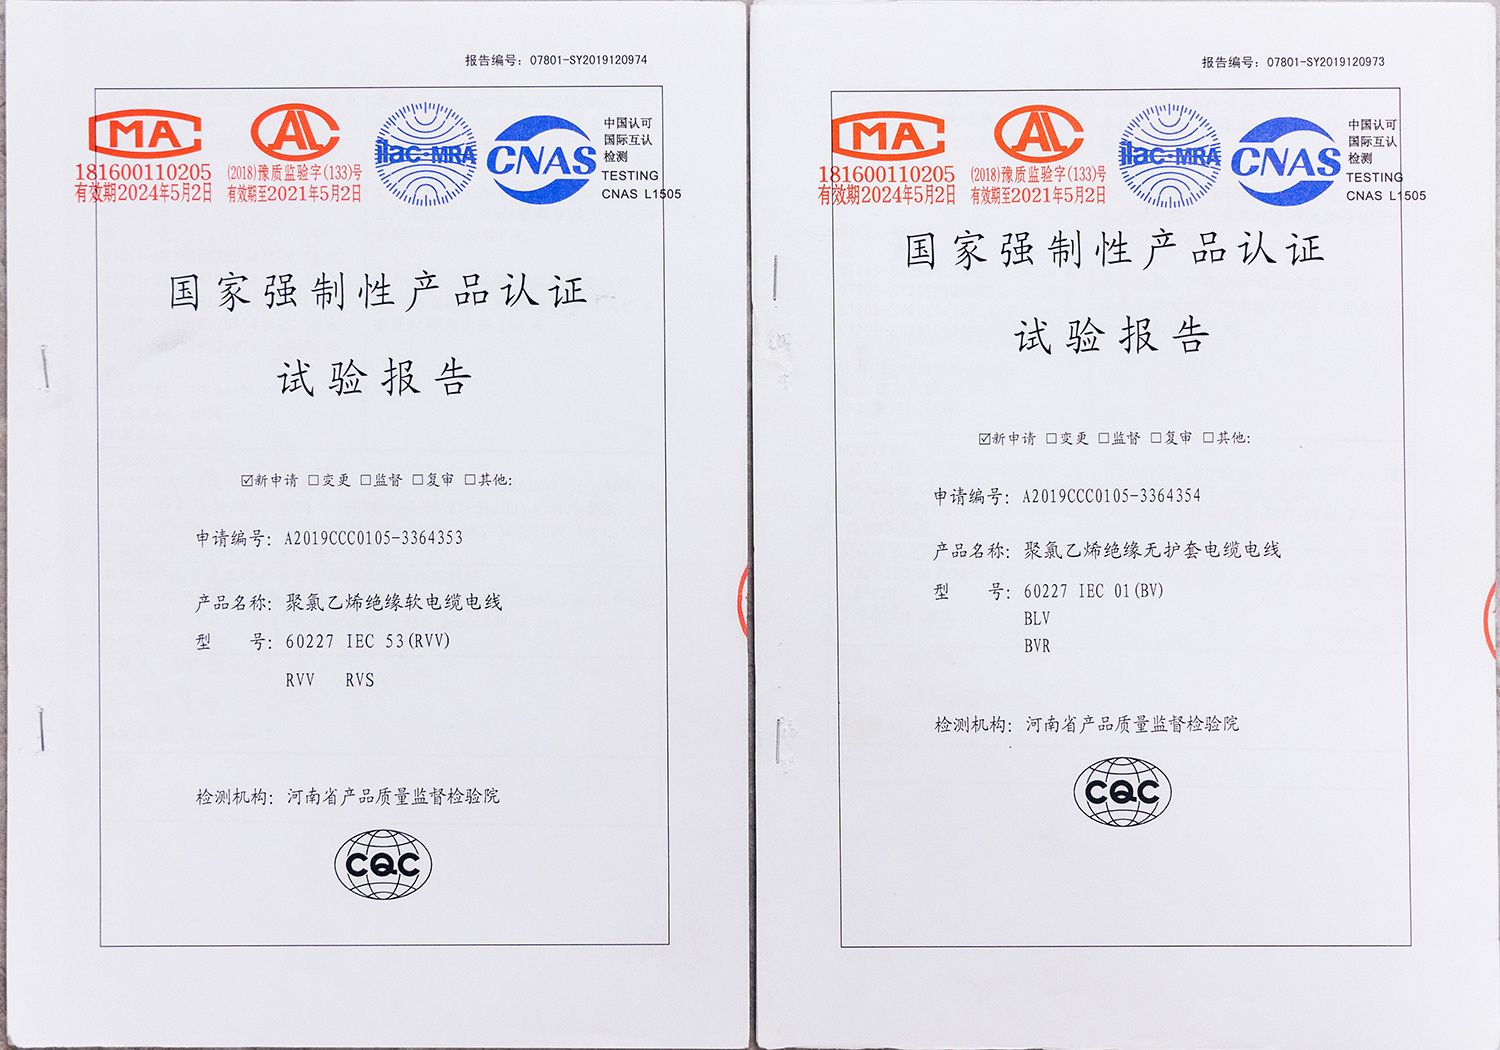 报告编号：07801-SY2019120974
MA
181600110205
有效期2024年5月2日
AL
(2018)豫质监验字(133)号
有效期至2021年5月2日
ilac-MRA
CNAS
中国认可
国际互认
检测
TESTING
CNAS L1505
国家强制性产品认证
试验报告
☑新申请 □变更 □监督 □复审 □其他:
申请编号: A2019CCC0105-3364353
产品名称: 聚氯乙烯绝缘软电缆电线
型 号: 60227 IEC 53(RVV)
RVV RVS
检测机构: 河南省产品质量监督检验院
CQC
报告编号：07801-SY2019120973
MA
181600110205
有效期2024年5月2日
AL
(2018)豫质监验字(133)号
有效期至2021年5月2日
ilac-MRA
CNAS
中国认可
国际互认
检测
TESTING
CNAS L1505
国家强制性产品认证
试验报告
☑新申请 □变更 □监督 □复审 □其他:
申请编号: A2019CCC0105-3364354
产品名称: 聚氯乙烯绝缘无护套电缆电线
型 号: 60227 IEC 01(BV)
BLV
BVR
检测机构: 河南省产品质量监督检验院
CQC